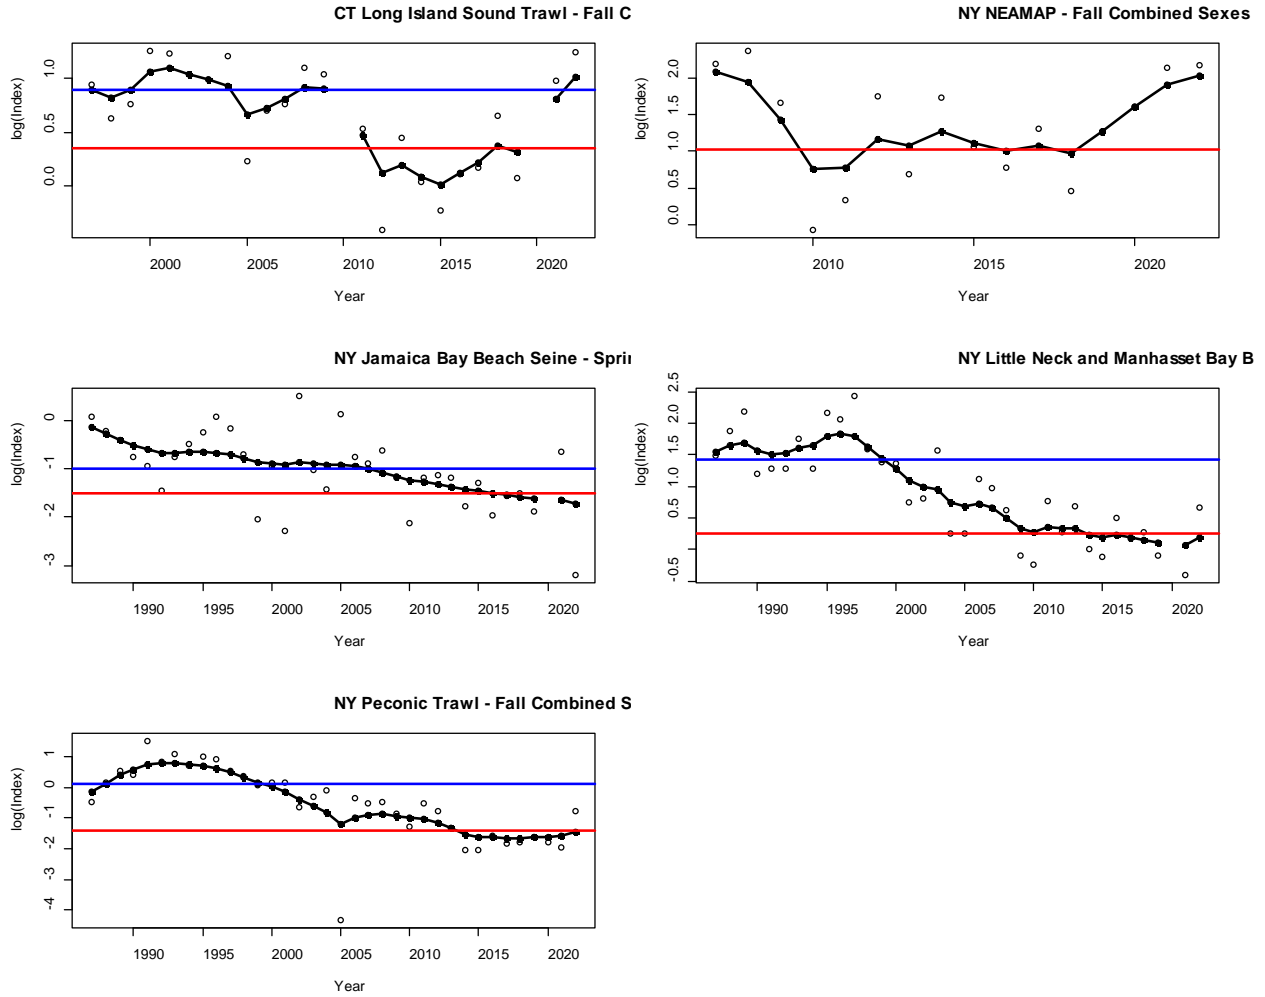 CT Long Island Sound Trawl - Fall C
log(Index)
1.0
0.5
0.0
2000 2005 2010 2015 2020
Year
NY NEAMAP - Fall Combined Sexes
log(Index)
2.0
1.5
1.0
0.5
0.0
2010 2015 2020
Year
NY Jamaica Bay Beach Seine - Sprin
log(Index)
0
-1
-2
-3
1990 1995 2000 2005 2010 2015 2020
Year
NY Little Neck and Manhasset Bay B
log(Index)
2.5
2.0
1.5
1.0
0.5
-0.5
1990 1995 2000 2005 2010 2015 2020
Year
NY Peconic Trawl - Fall Combined S
log(Index)
1
0
-1
-2
-3
-4
1990 1995 2000 2005 2010 2015 2020
Year